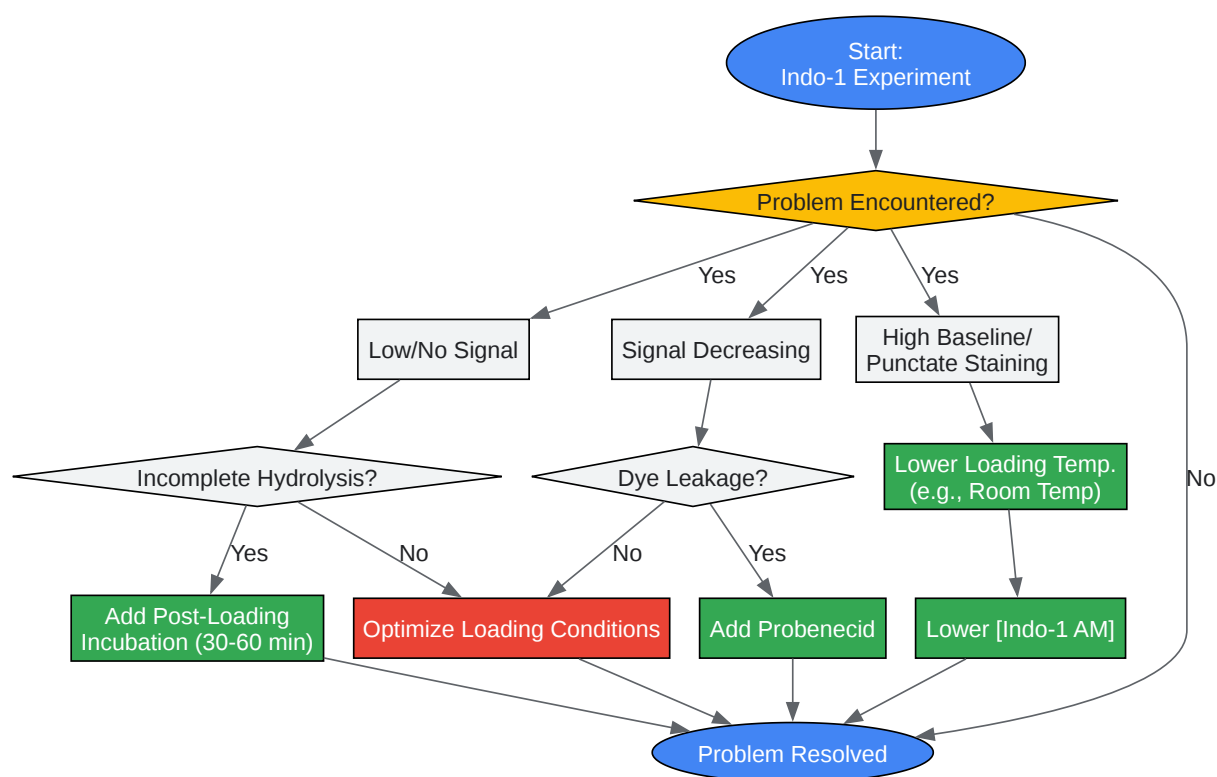 Start:
Indo-1 Experiment
Problem Encountered?
Yes
Yes
Yes
Low/No Signal
Signal Decreasing
High Baseline/
Punctate Staining
Incomplete Hydrolysis?
Dye Leakage?
Lower Loading Temp.
(e.g., Room Temp)
No
Yes
No
No
Yes
Add Post-Loading
Incubation (30-60 min)
Optimize Loading Conditions
Add Probenecid
Lower [Indo-1 AM]
Problem Resolved